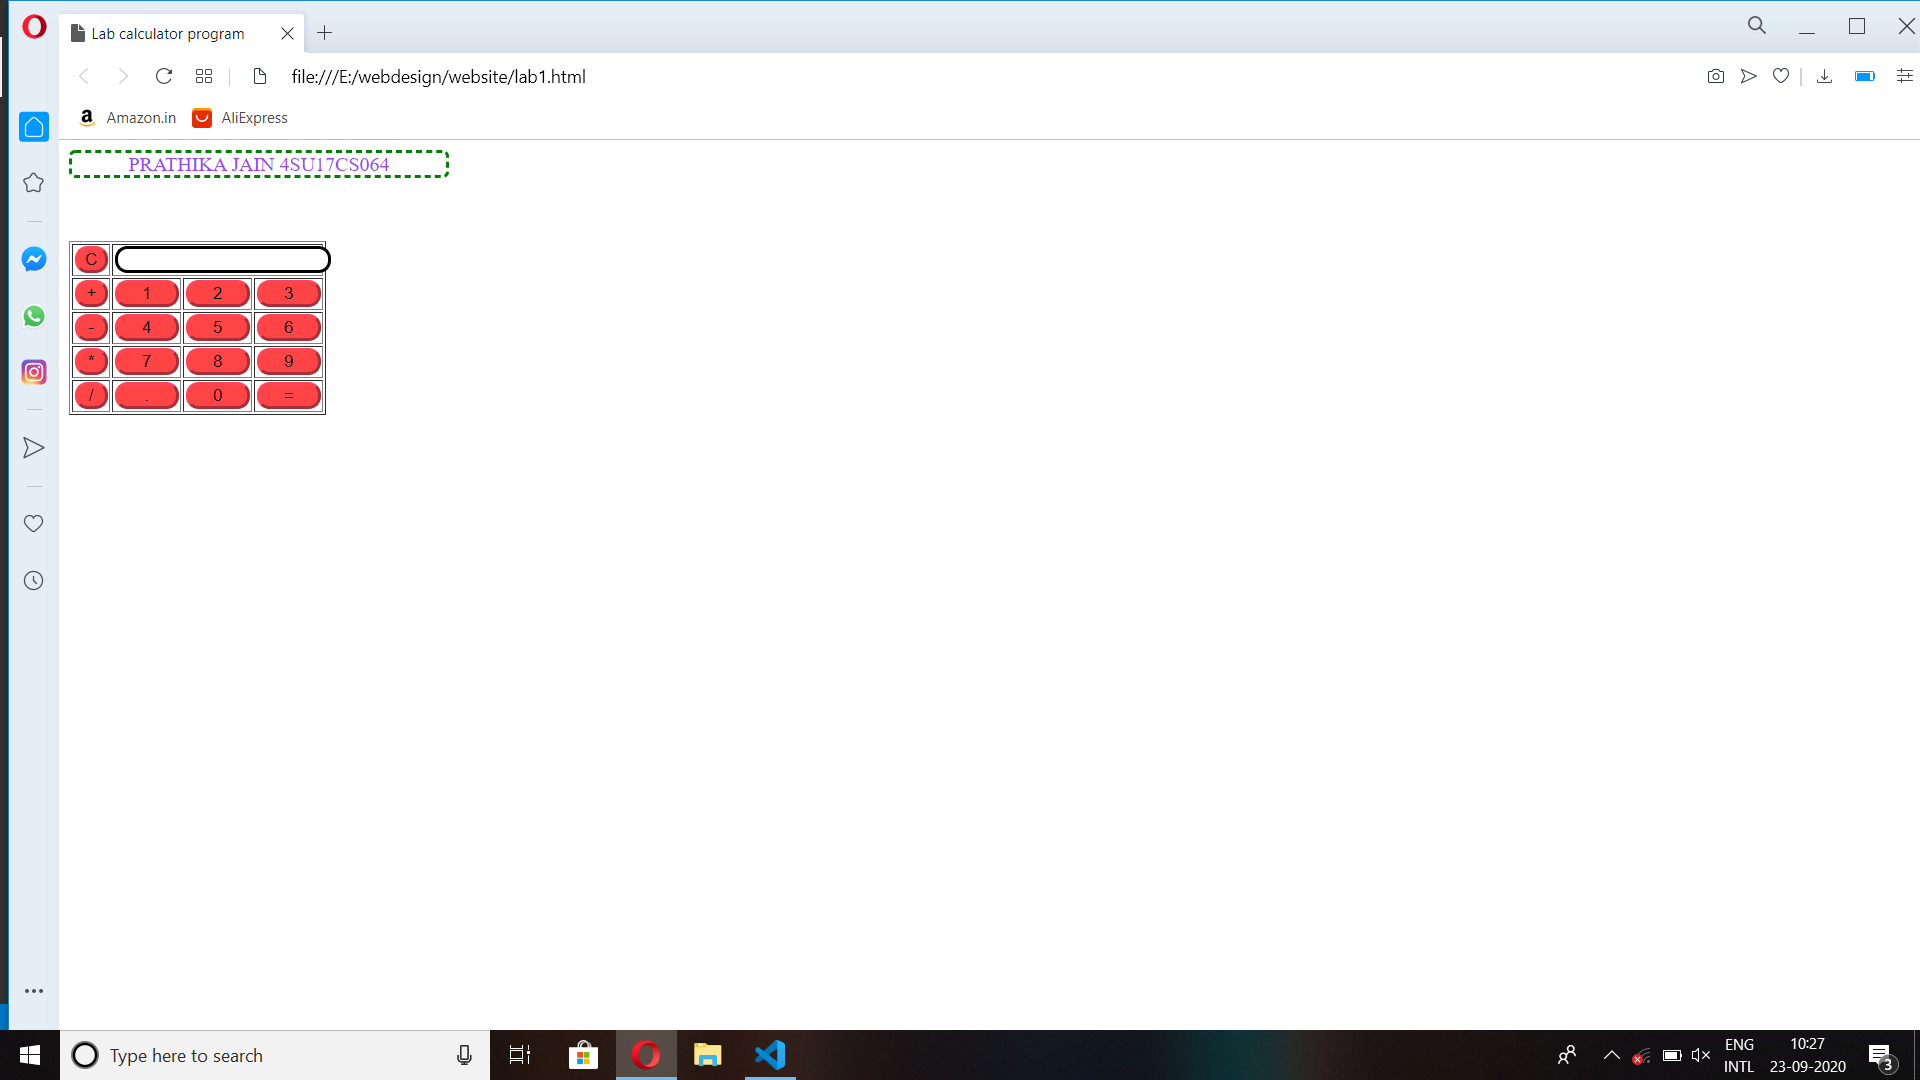 Lab calculator program
file:///E:/webdesign/website/lab1.html
Amazon.in AliExpress
PRATHIKA JAIN 4SU17CS064
C
+ 1 2 3
- 4 5 6
* 7 8 9
/ . 0 =
Type here to search
ENG 10:27
INTL 23-09-2020
3